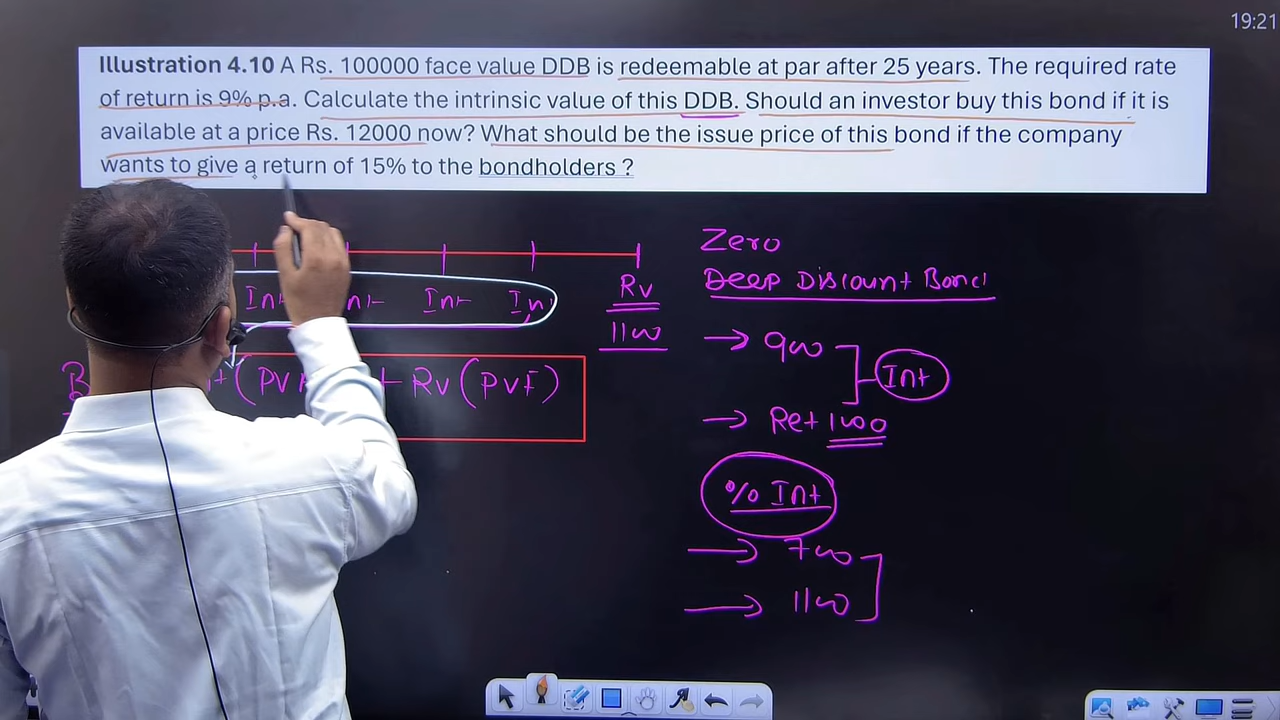 19:21
Illustration 4.10 A Rs. 100000 face value DDB is redeemable at par after 25 years. The required rate
of return is 9% p.a. Calculate the intrinsic value of this DDB. Should an investor buy this bond if it is
available at a price Rs. 12000 now? What should be the issue price of this bond if the company
wants to give a return of 15% to the bondholders ?
Int Int Int
Rv
1100
B (PV + Rv (PVF)
Zero
Deep Discount Bond
→ 900
Int
→ Ret 1000
% Int
→ 700
→ 1100